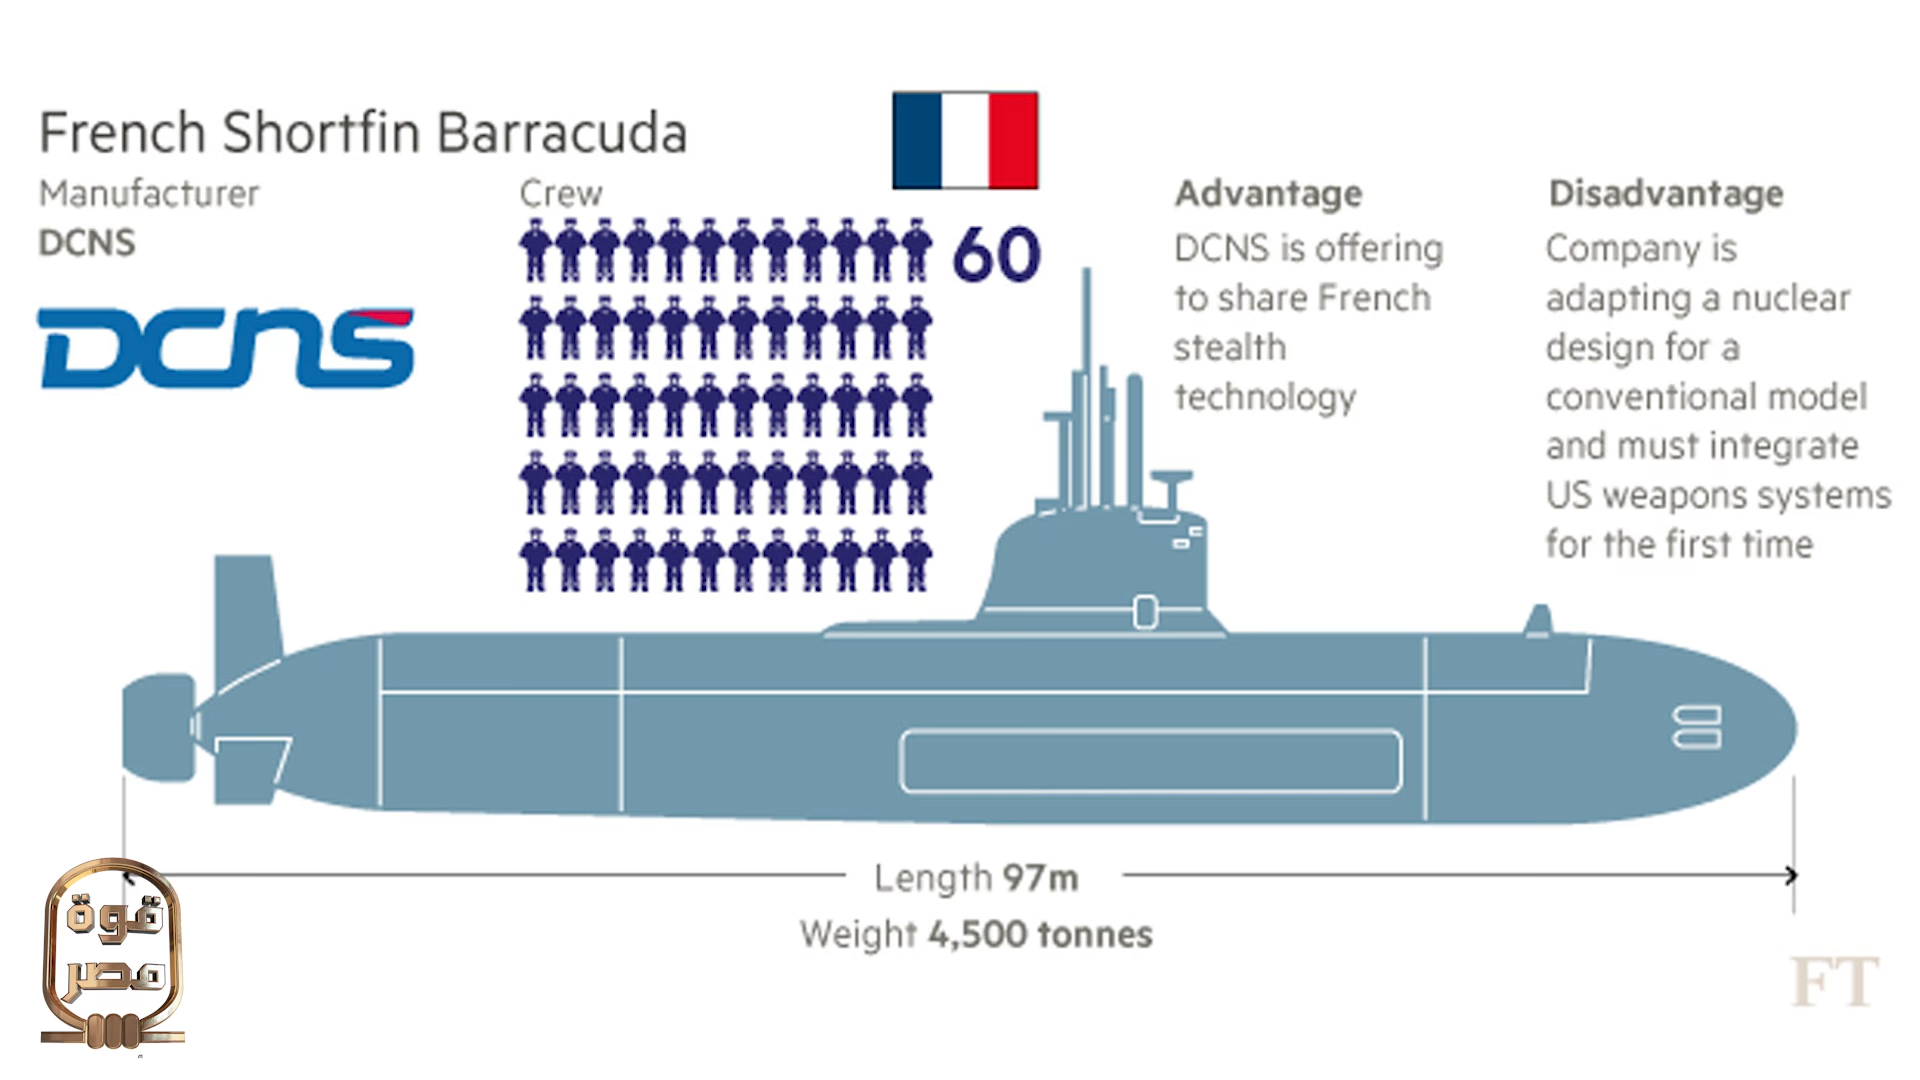 French Shortfin Barracuda
Manufacturer
DCNS
DCNS
Crew
60
Advantage
DCNS is offering
to share French
stealth
technology
Disadvantage
Company is
adapting a nuclear
design for a
conventional model
and must integrate
US weapons systems
for the first time
Length 97m
Weight 4,500 tonnes
قوة
مصر
FT